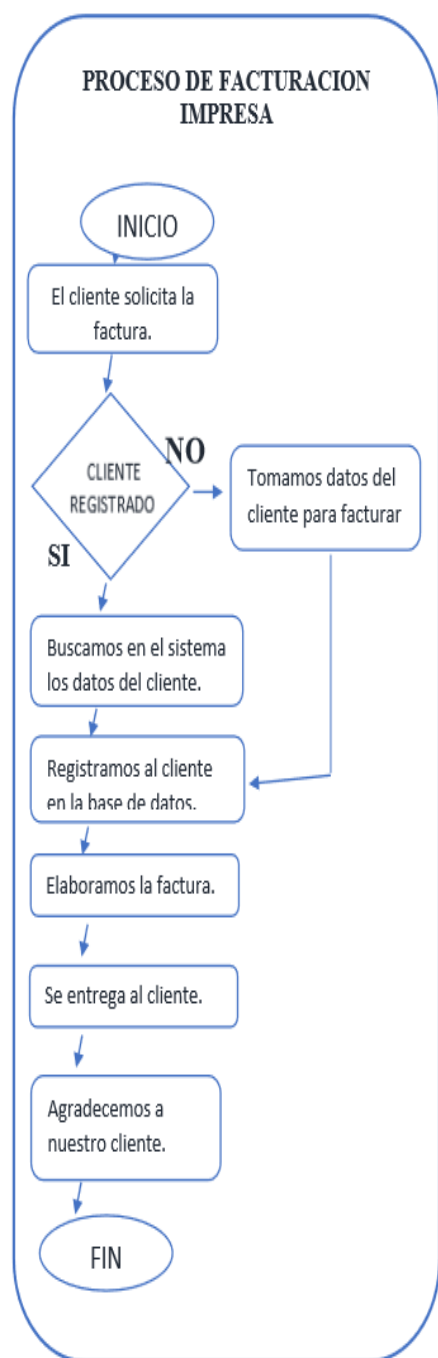 PROCESO DE FACTURACION
IMPRESA
INICIO
El cliente solicita la
factura.
CLIENTE
REGISTRADO
NO
Tomamos datos del
cliente para facturar
SI
Buscamos en el sistema
los datos del cliente.
Registramos al cliente
en la base de datos.
Elaboramos la factura.
Se entrega al cliente.
Agradecemos a
nuestro cliente.
FIN